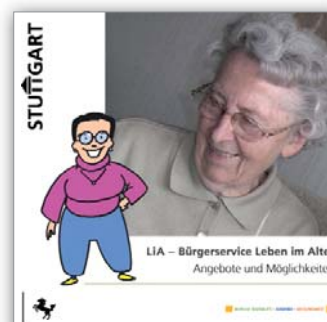 STUTTGART
LiA – Bürgerservice Leben im Alte
Angebote und Möglichkeite